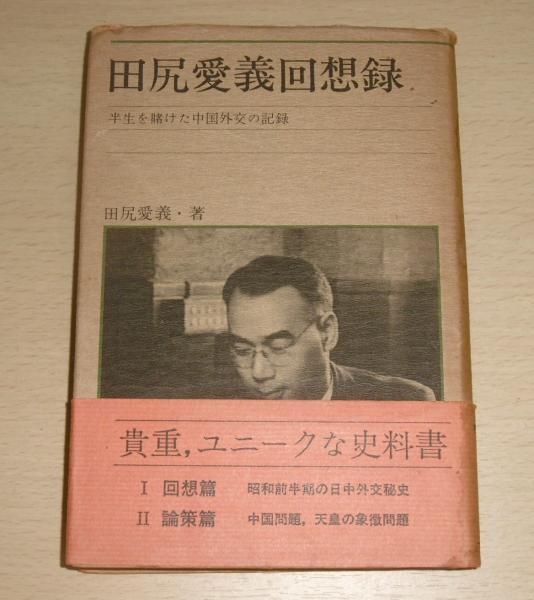 田尻愛義回想録
半生を賭けた中国外交の記録
田尻愛義・著
貴重，ユニークな史料書
I 回想篇 昭和前半期の日中外交秘史
II 論策篇 中国問題，天皇の象徴問題